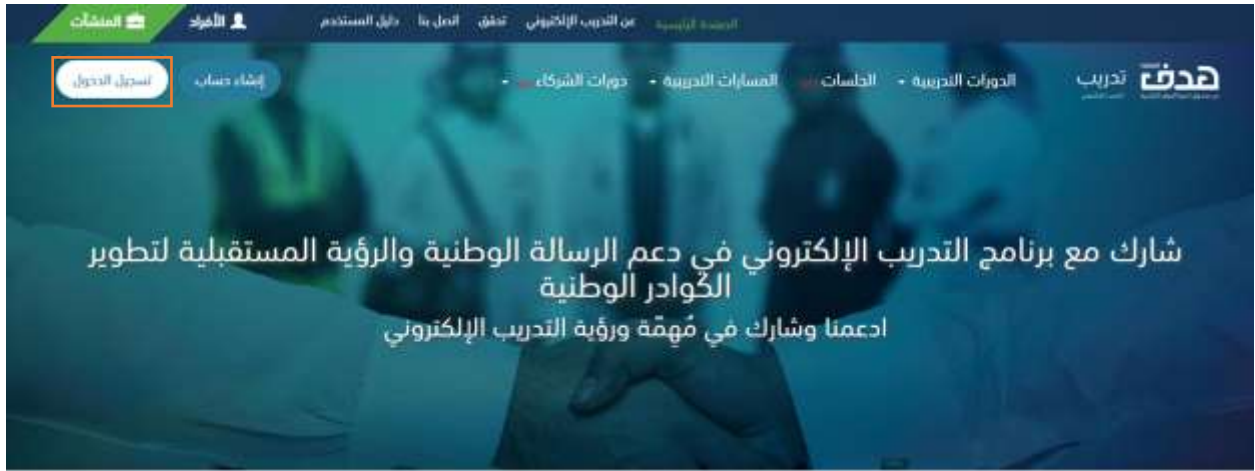 الصفحة الرئيسية عن التدريب الإلكتروني تحقق اتصل بنا دليل المستخدم الأفراد المنشآت
هدف تدريب الدورات التدريبية الجلسات المسارات التدريبية دورات الشركاء إنشاء حساب تسجيل الدخول
شارك مع برنامج التدريب الإلكتروني في دعم الرسالة الوطنية والرؤية المستقبلية لتطوير
الكوادر الوطنية
ادعمنا وشارك في مُهِمّة ورؤية التدريب الإلكتروني